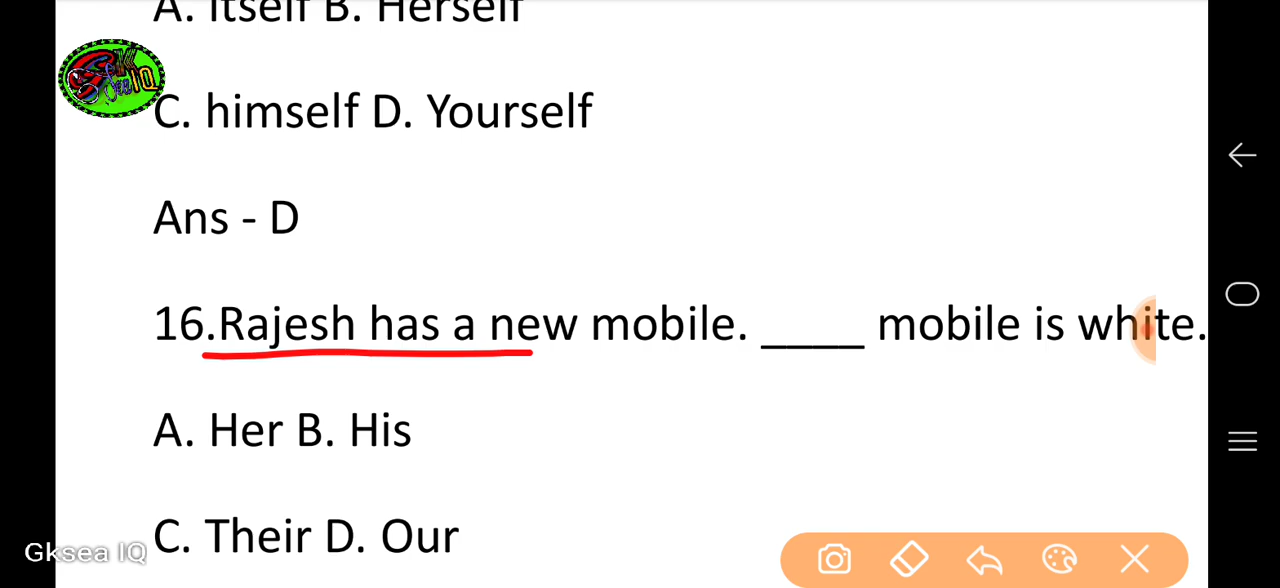 A. Itself B. Herself
C. himself D. Yourself
Ans - D
16.Rajesh has a new mobile. ____ mobile is white.
A. Her B. His
C. Their D. Our
Gksea IQ